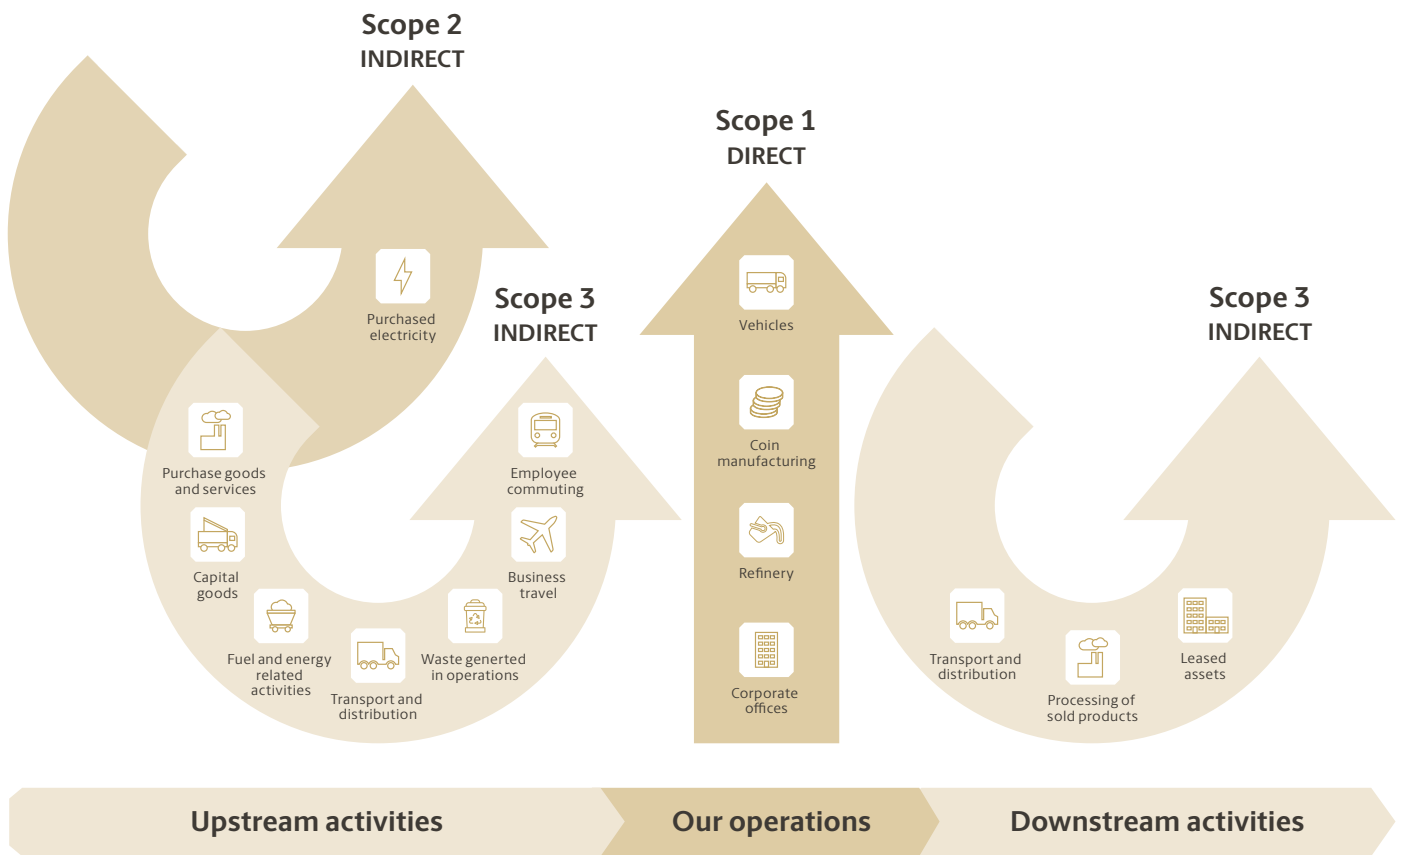 Scope 2
INDIRECT
Purchased
electricity
Scope 3
INDIRECT
Purchase goods
and services
Capital
goods
Fuel and energy
related
activities
Transport and
distribution
Waste generted
in operations
Business
travel
Employee
commuting
Scope 1
DIRECT
Vehicles
Coin
manufacturing
Refinery
Corporate
offices
Scope 3
INDIRECT
Transport and
distribution
Processing of
sold products
Leased
assets
Upstream activities
Our operations
Downstream activities